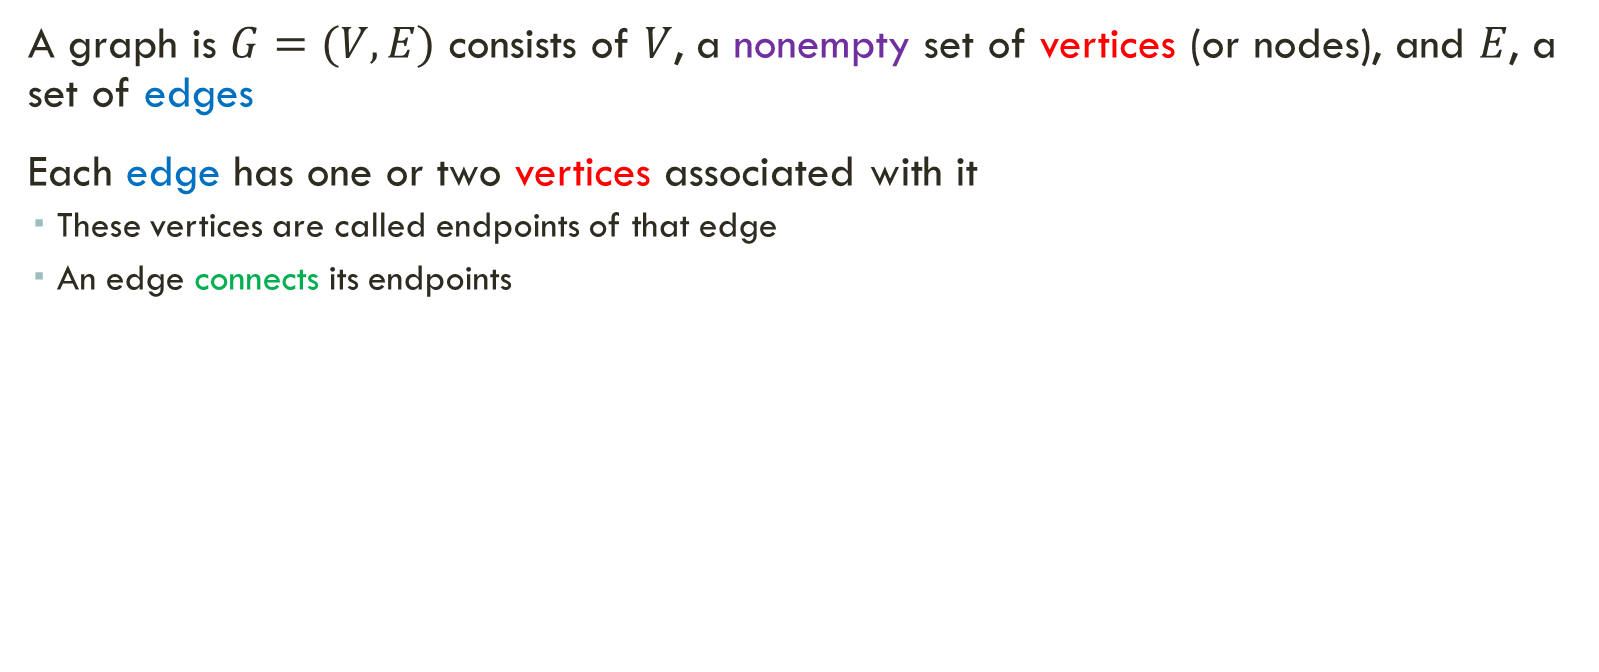 A graph is G = (V, E) consists of V, a nonempty set of vertices (or nodes), and E, a
set of edges
Each edge has one or two vertices associated with it
▪ These vertices are called endpoints of that edge
▪ An edge connects its endpoints